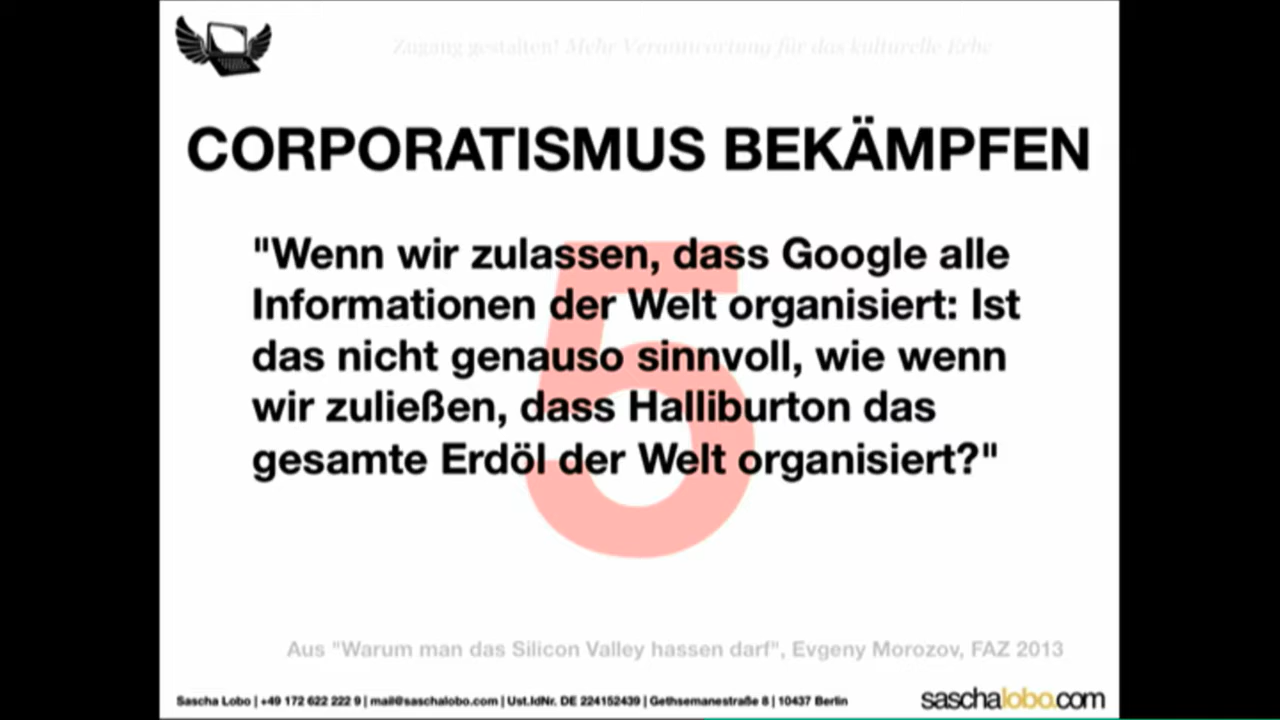 Zugang gestalten! Mehr Verantwortung für das kulturelle Erbe
CORPORATISMUS BEKÄMPFEN
5
"Wenn wir zulassen, dass Google alle
Informationen der Welt organisiert: Ist
das nicht genauso sinnvoll, wie wenn
wir zuließen, dass Halliburton das
gesamte Erdöl der Welt organisiert?"
Aus "Warum man das Silicon Valley hassen darf", Evgeny Morozov, FAZ 2013
Sascha Lobo | +49 172 622 222 9 | mail@saschalobo.com | Ust.IdNr. DE 224152439 | Gethsemanestraße 8 | 10437 Berlin
saschalobo.com